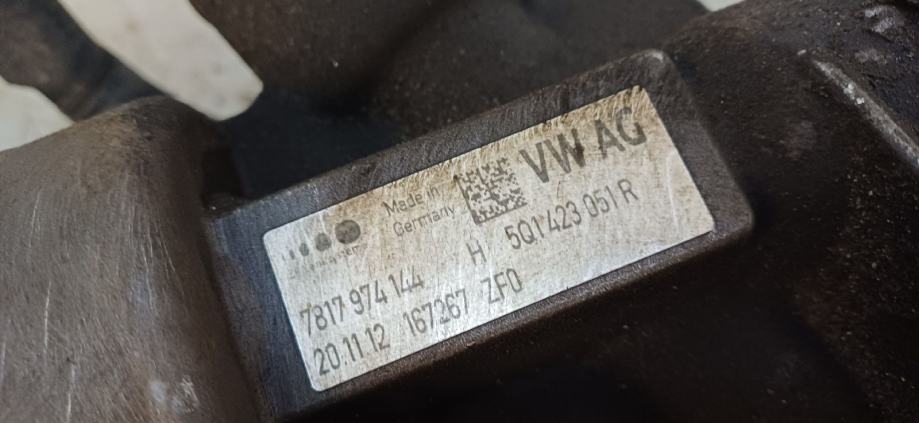 Made in
Germany
VW AG
H 5Q1 423 051 R
7817 974 144
20.11.12 167267 ZF0